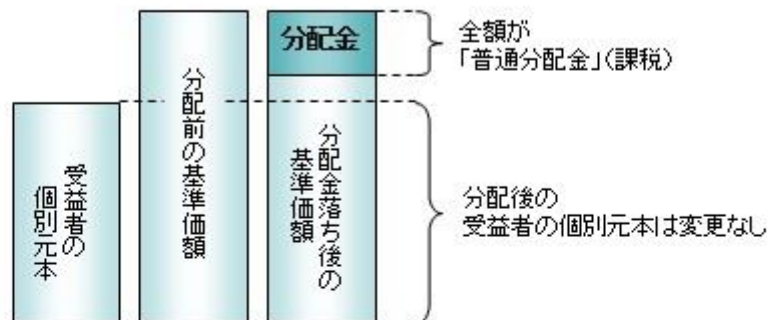 受益者の
個別元本
分配前の基準価額
分配金
分配金落ち後の
基準価額
全額が
「普通分配金」(課税)
分配後の
受益者の個別元本は変更なし